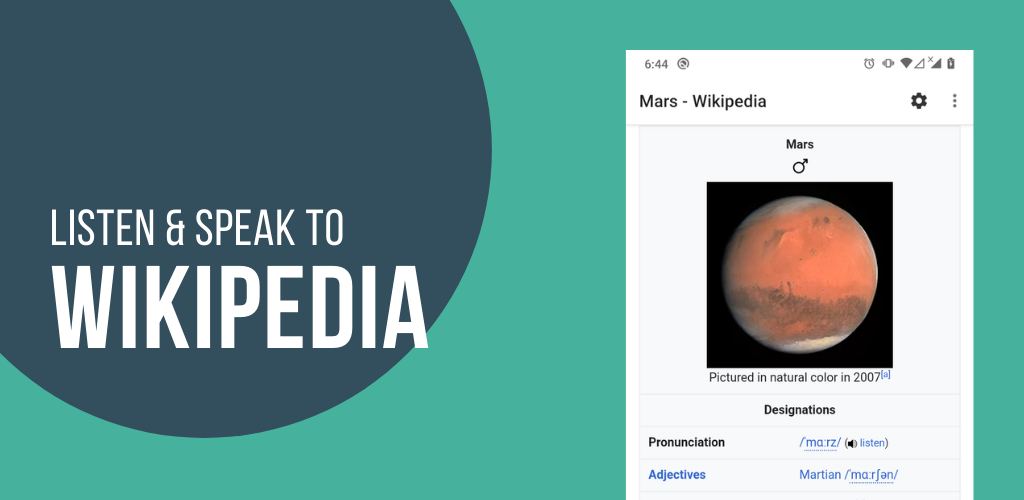 LISTEN & SPEAK TO
WIKIPEDIA
6:44
Mars - Wikipedia
Mars
♂
Pictured in natural color in 2007[a]
Designations
Pronunciation /ˈmɑːrz/ (listen)
Adjectives Martian /ˈmɑːrʃən/